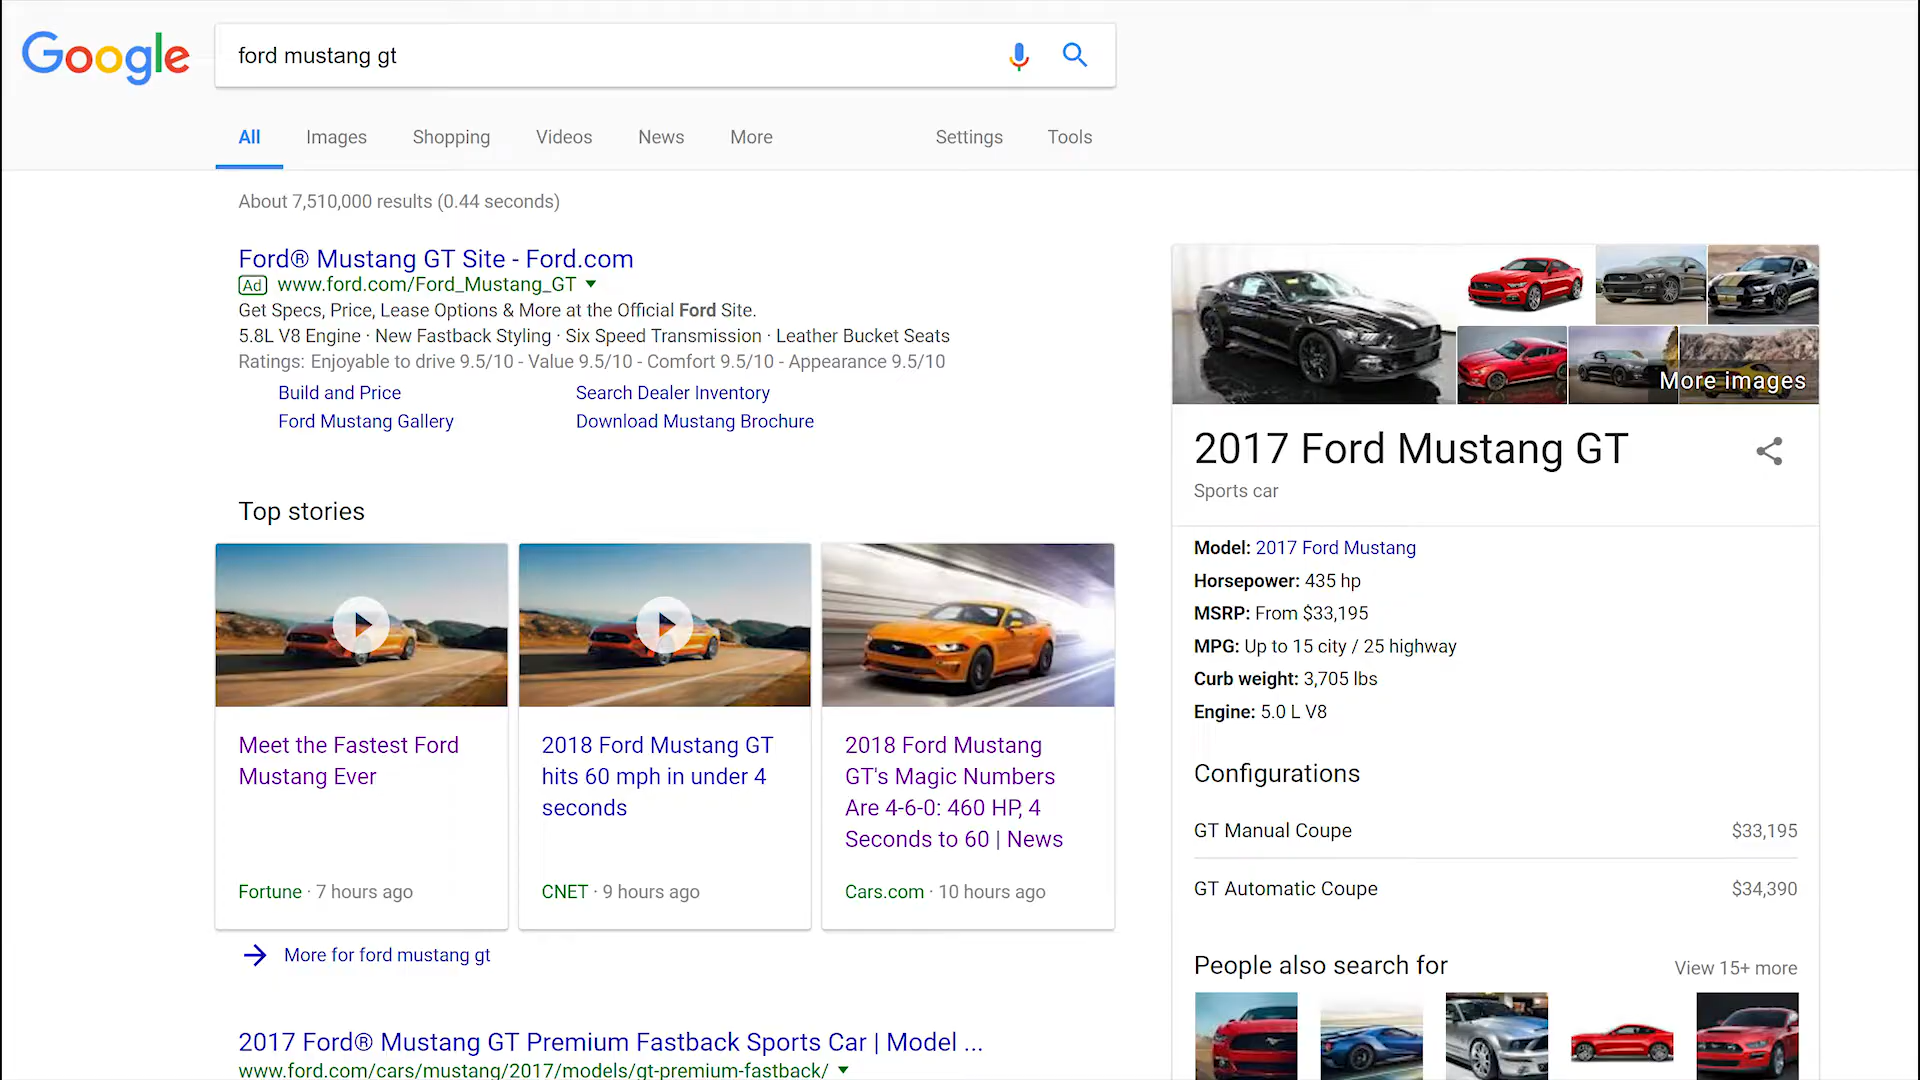 Google
ford mustang gt
All Images Shopping Videos News More Settings Tools
About 7,510,000 results (0.44 seconds)
Ford® Mustang GT Site - Ford.com
Ad www.ford.com/Ford_Mustang_GT
Get Specs, Price, Lease Options & More at the Official Ford Site.
5.8L V8 Engine · New Fastback Styling · Six Speed Transmission · Leather Bucket Seats
Ratings: Enjoyable to drive 9.5/10 - Value 9.5/10 - Comfort 9.5/10 - Appearance 9.5/10
Build and Price Search Dealer Inventory
Ford Mustang Gallery Download Mustang Brochure
Top stories
Meet the Fastest Ford
Mustang Ever
Fortune · 7 hours ago
2018 Ford Mustang GT
hits 60 mph in under 4
seconds
CNET · 9 hours ago
2018 Ford Mustang
GT's Magic Numbers
Are 4-6-0: 460 HP, 4
Seconds to 60 | News
Cars.com · 10 hours ago
More for ford mustang gt
2017 Ford® Mustang GT Premium Fastback Sports Car | Model ...
www.ford.com/cars/mustang/2017/models/gt-premium-fastback/
More images
2017 Ford Mustang GT
Sports car
Model: 2017 Ford Mustang
Horsepower: 435 hp
MSRP: From $33,195
MPG: Up to 15 city / 25 highway
Curb weight: 3,705 lbs
Engine: 5.0 L V8
Configurations
GT Manual Coupe $33,195
GT Automatic Coupe $34,390
People also search for View 15+ more